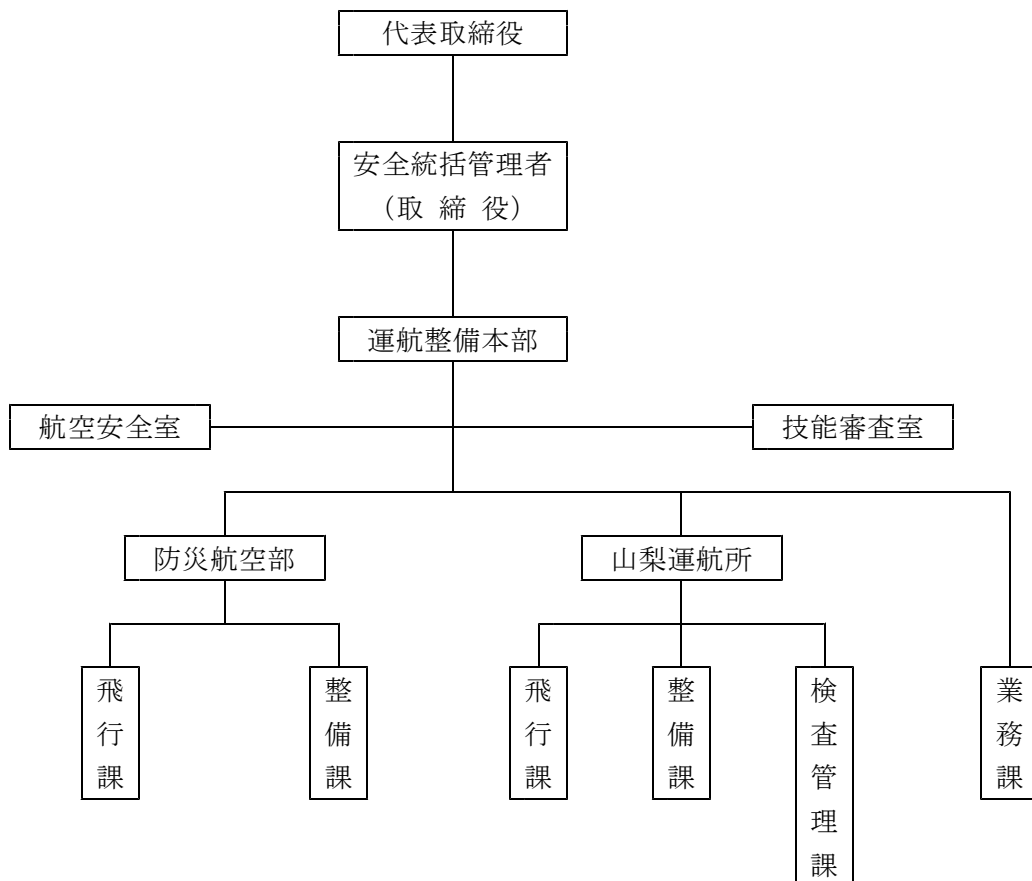 代表取締役
安全統括管理者
（取 締 役）
運航整備本部
航空安全室
技能審査室
防災航空部
山梨運航所
飛行課
整備課
飛行課
整備課
検査管理課
業務課